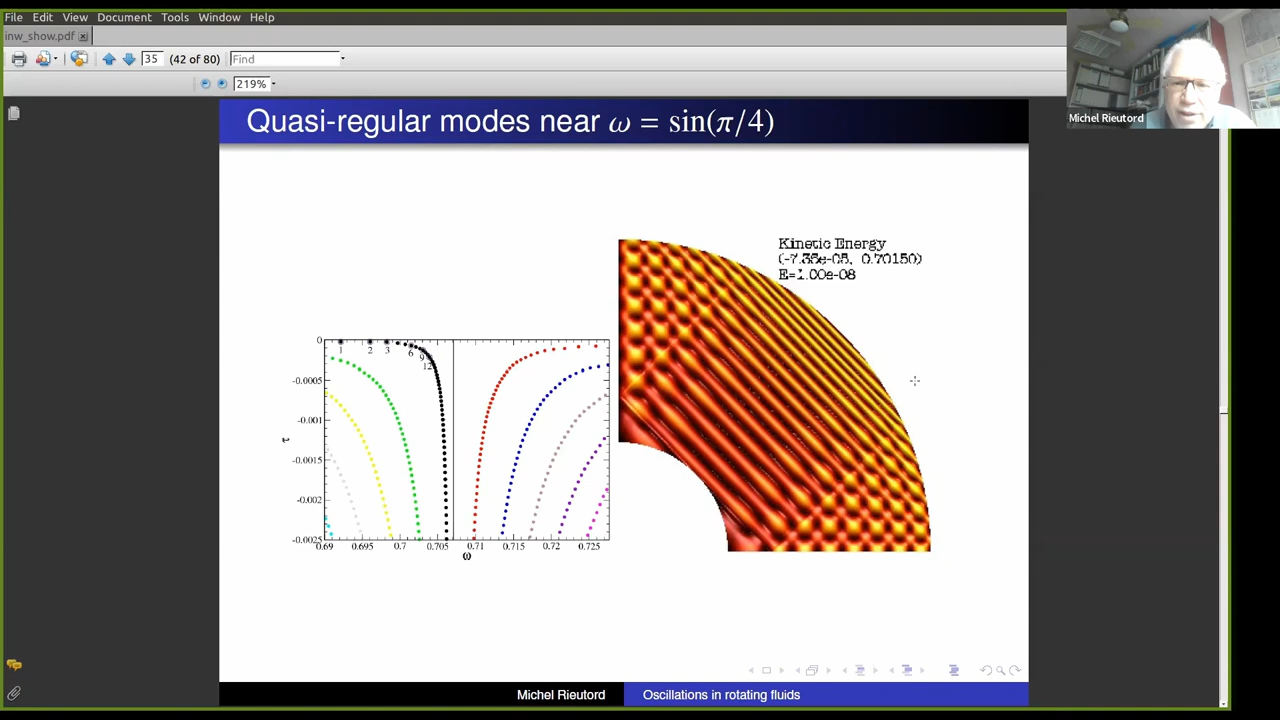 File Edit View Document Tools Window Help
inw_show.pdf
35 (42 of 80) Find
219%
Michel Rieutord
Quasi-regular modes near ω = sin(π/4)
Kinetic Energy
(-7.35e-05, 0.70150)
E=1.00e-08
0
-0.0005
-0.001
-0.0015
-0.002
-0.0025
τ
1 2 3 6 9 12
0.69 0.695 0.7 0.705 0.71 0.715 0.72 0.725
ω
Michel Rieutord Oscillations in rotating fluids